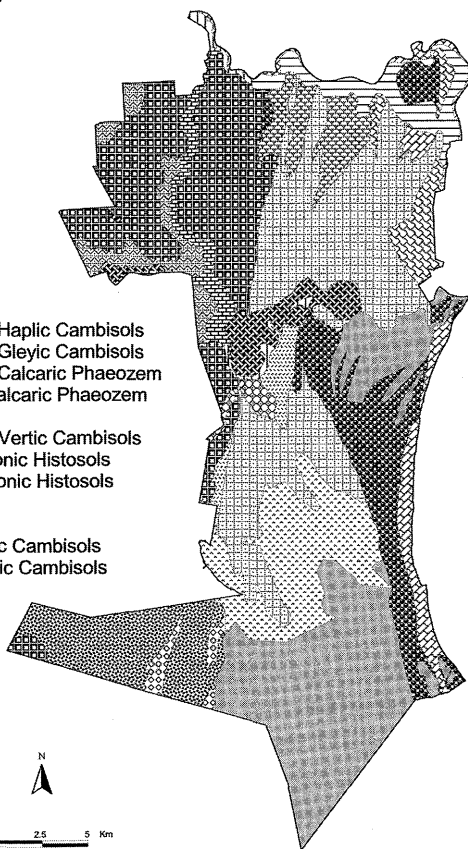 Haplic Cambisols
Gleyic Cambisols
Calcaric Phaeozem
alcaric Phaeozem
Vertic Cambisols
onic Histosols
onic Histosols
c Cambisols
ic Cambisols
N
2.5 5 Km